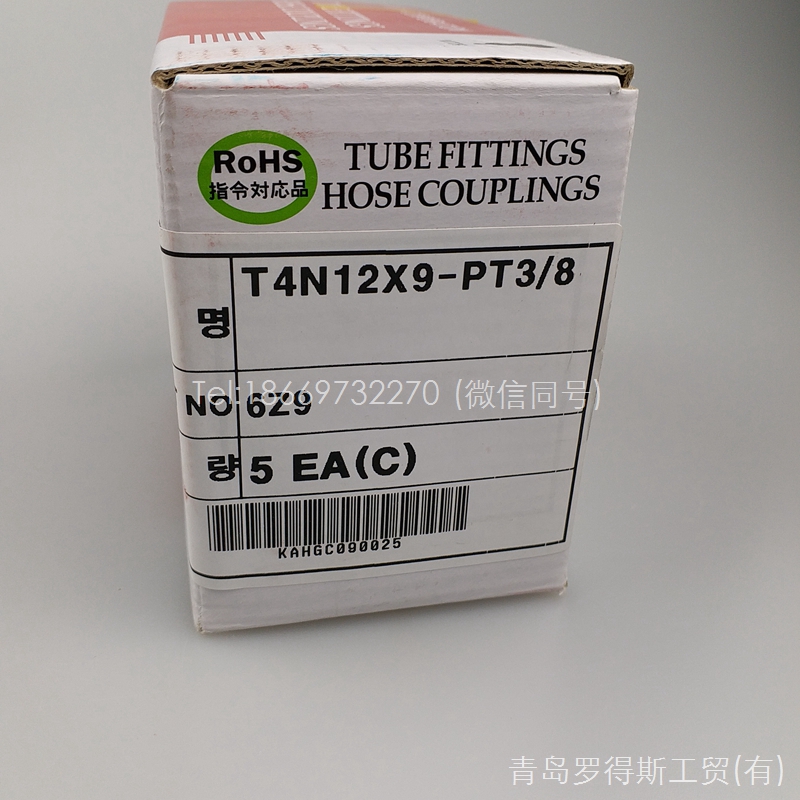 RoHS
指令対応品
TUBE FITTINGS
HOSE COUPLINGS
명
T4N12X9-PT3/8
Tel:18669732270 (微信同号)
NO 6Z9
량 5 EA(C)
KAHGC090025
青岛罗得斯工贸(有)